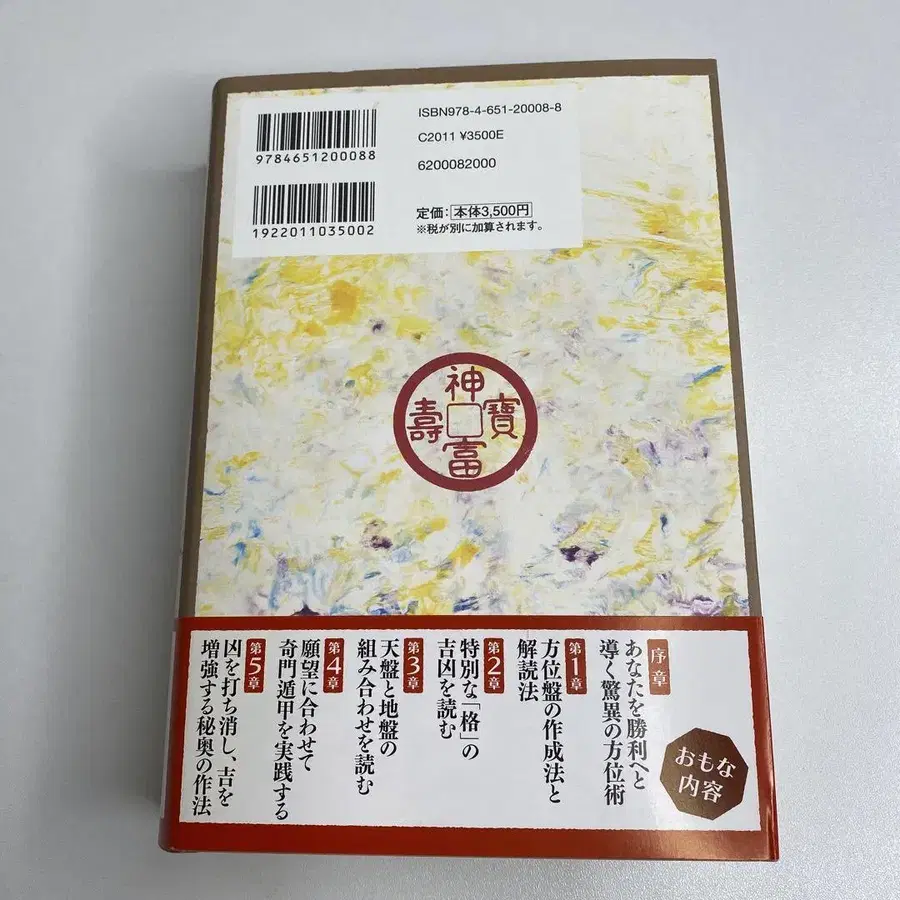 ISBN978-4-651-20008-8
C2011 ¥3500E
6200082000
9784651200088
1922011035002
定価：本体3,500円
※税が別に加算されます。
神
壽寶
富
おもな
内容
序章
あなたを勝利へと
導く驚異の方位術
第1章
方位盤の作成法と
解読法
第2章
特別な「格」の
吉凶を読む
第3章
天盤と地盤の
組み合わせを読む
第4章
願望に合わせて
奇門遁甲を実践する
第5章
凶を打ち消し、吉を
増強する秘奥の作法